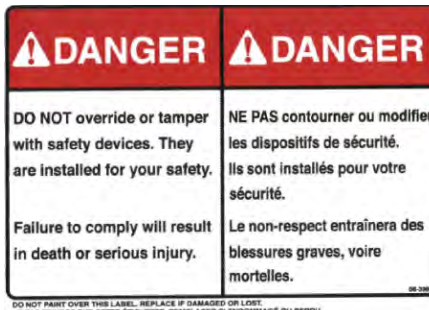 DANGER
DO NOT override or tamper
with safety devices. They
are installed for your safety.
Failure to comply will result
in death or serious injury.
DANGER
NE PAS contourner ou modifier
les dispositifs de sécurité.
Ils sont installés pour votre
sécurité.
Le non-respect entraînera des
blessures graves, voire
mortelles.
DO NOT PAINT OVER THIS LABEL. REPLACE IF DAMAGED OR LOST.